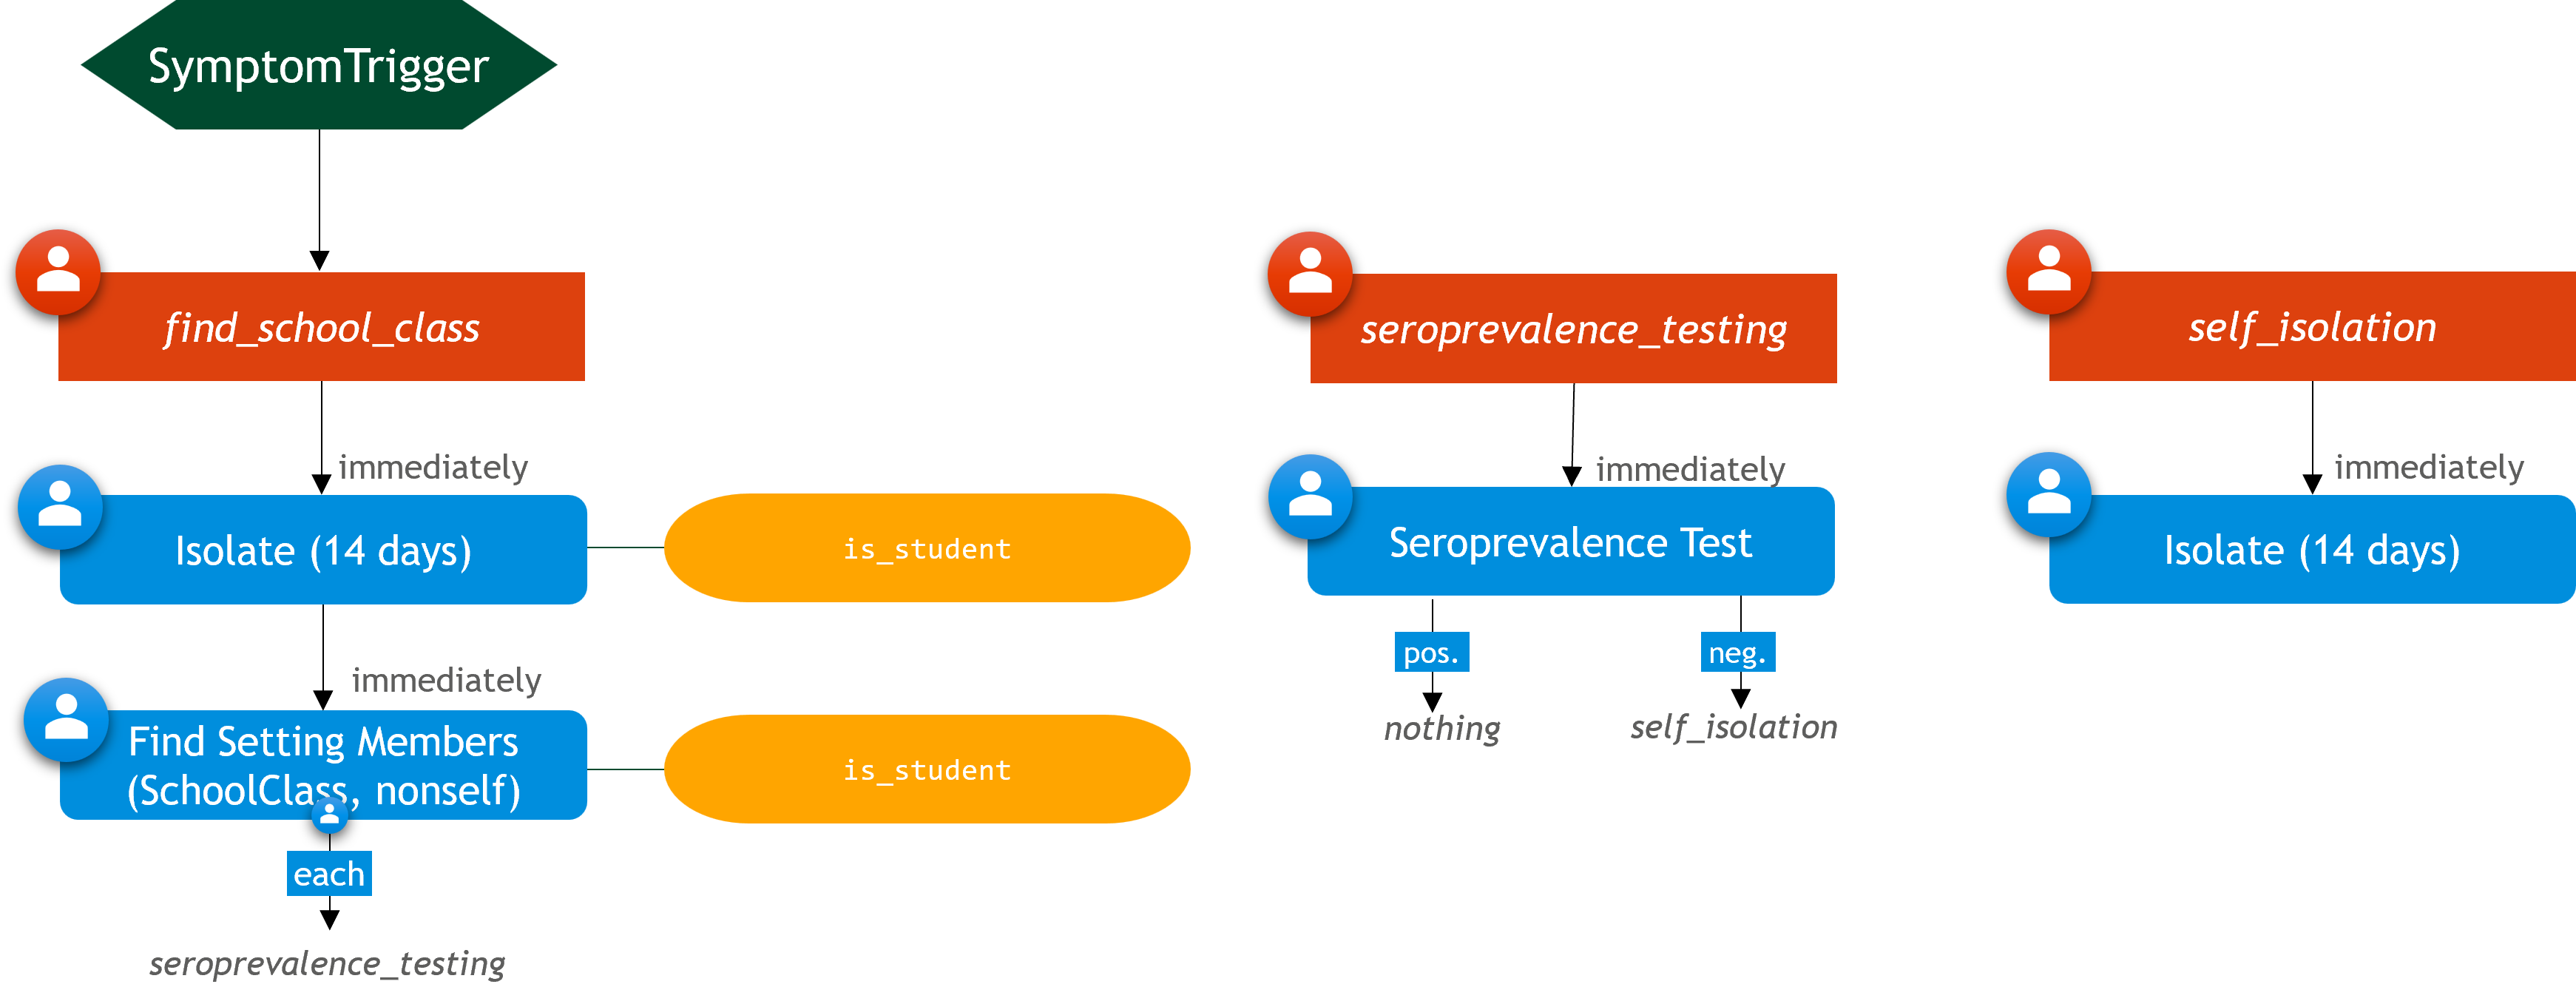 SymptomTrigger
find_school_class
immediately
Isolate (14 days)
is_student
immediately
Find Setting Members
(SchoolClass, nonself)
is_student
each
seroprevalence_testing
seroprevalence_testing
immediately
Seroprevalence Test
pos.
neg.
nothing
self_isolation
self_isolation
immediately
Isolate (14 days)